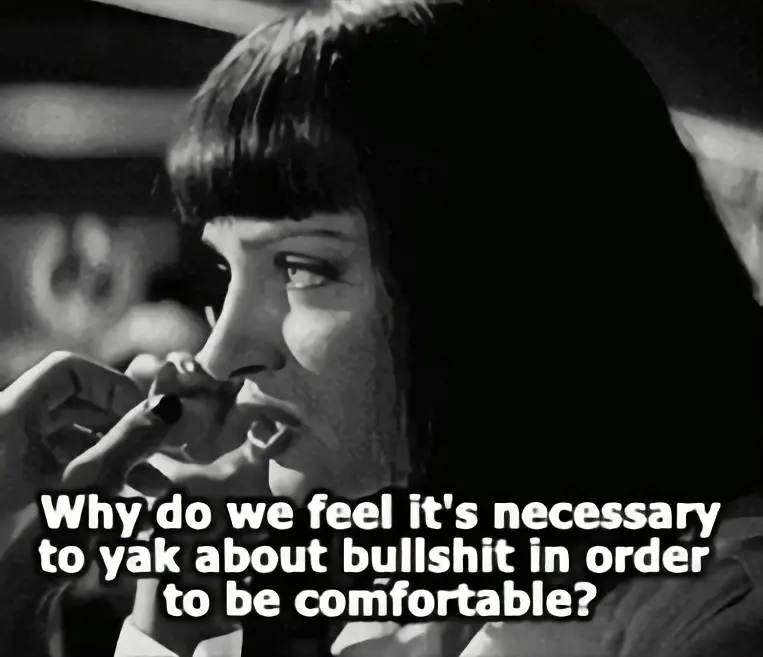 Why do we feel it's necessary
to yak about bullshit in order
to be comfortable?